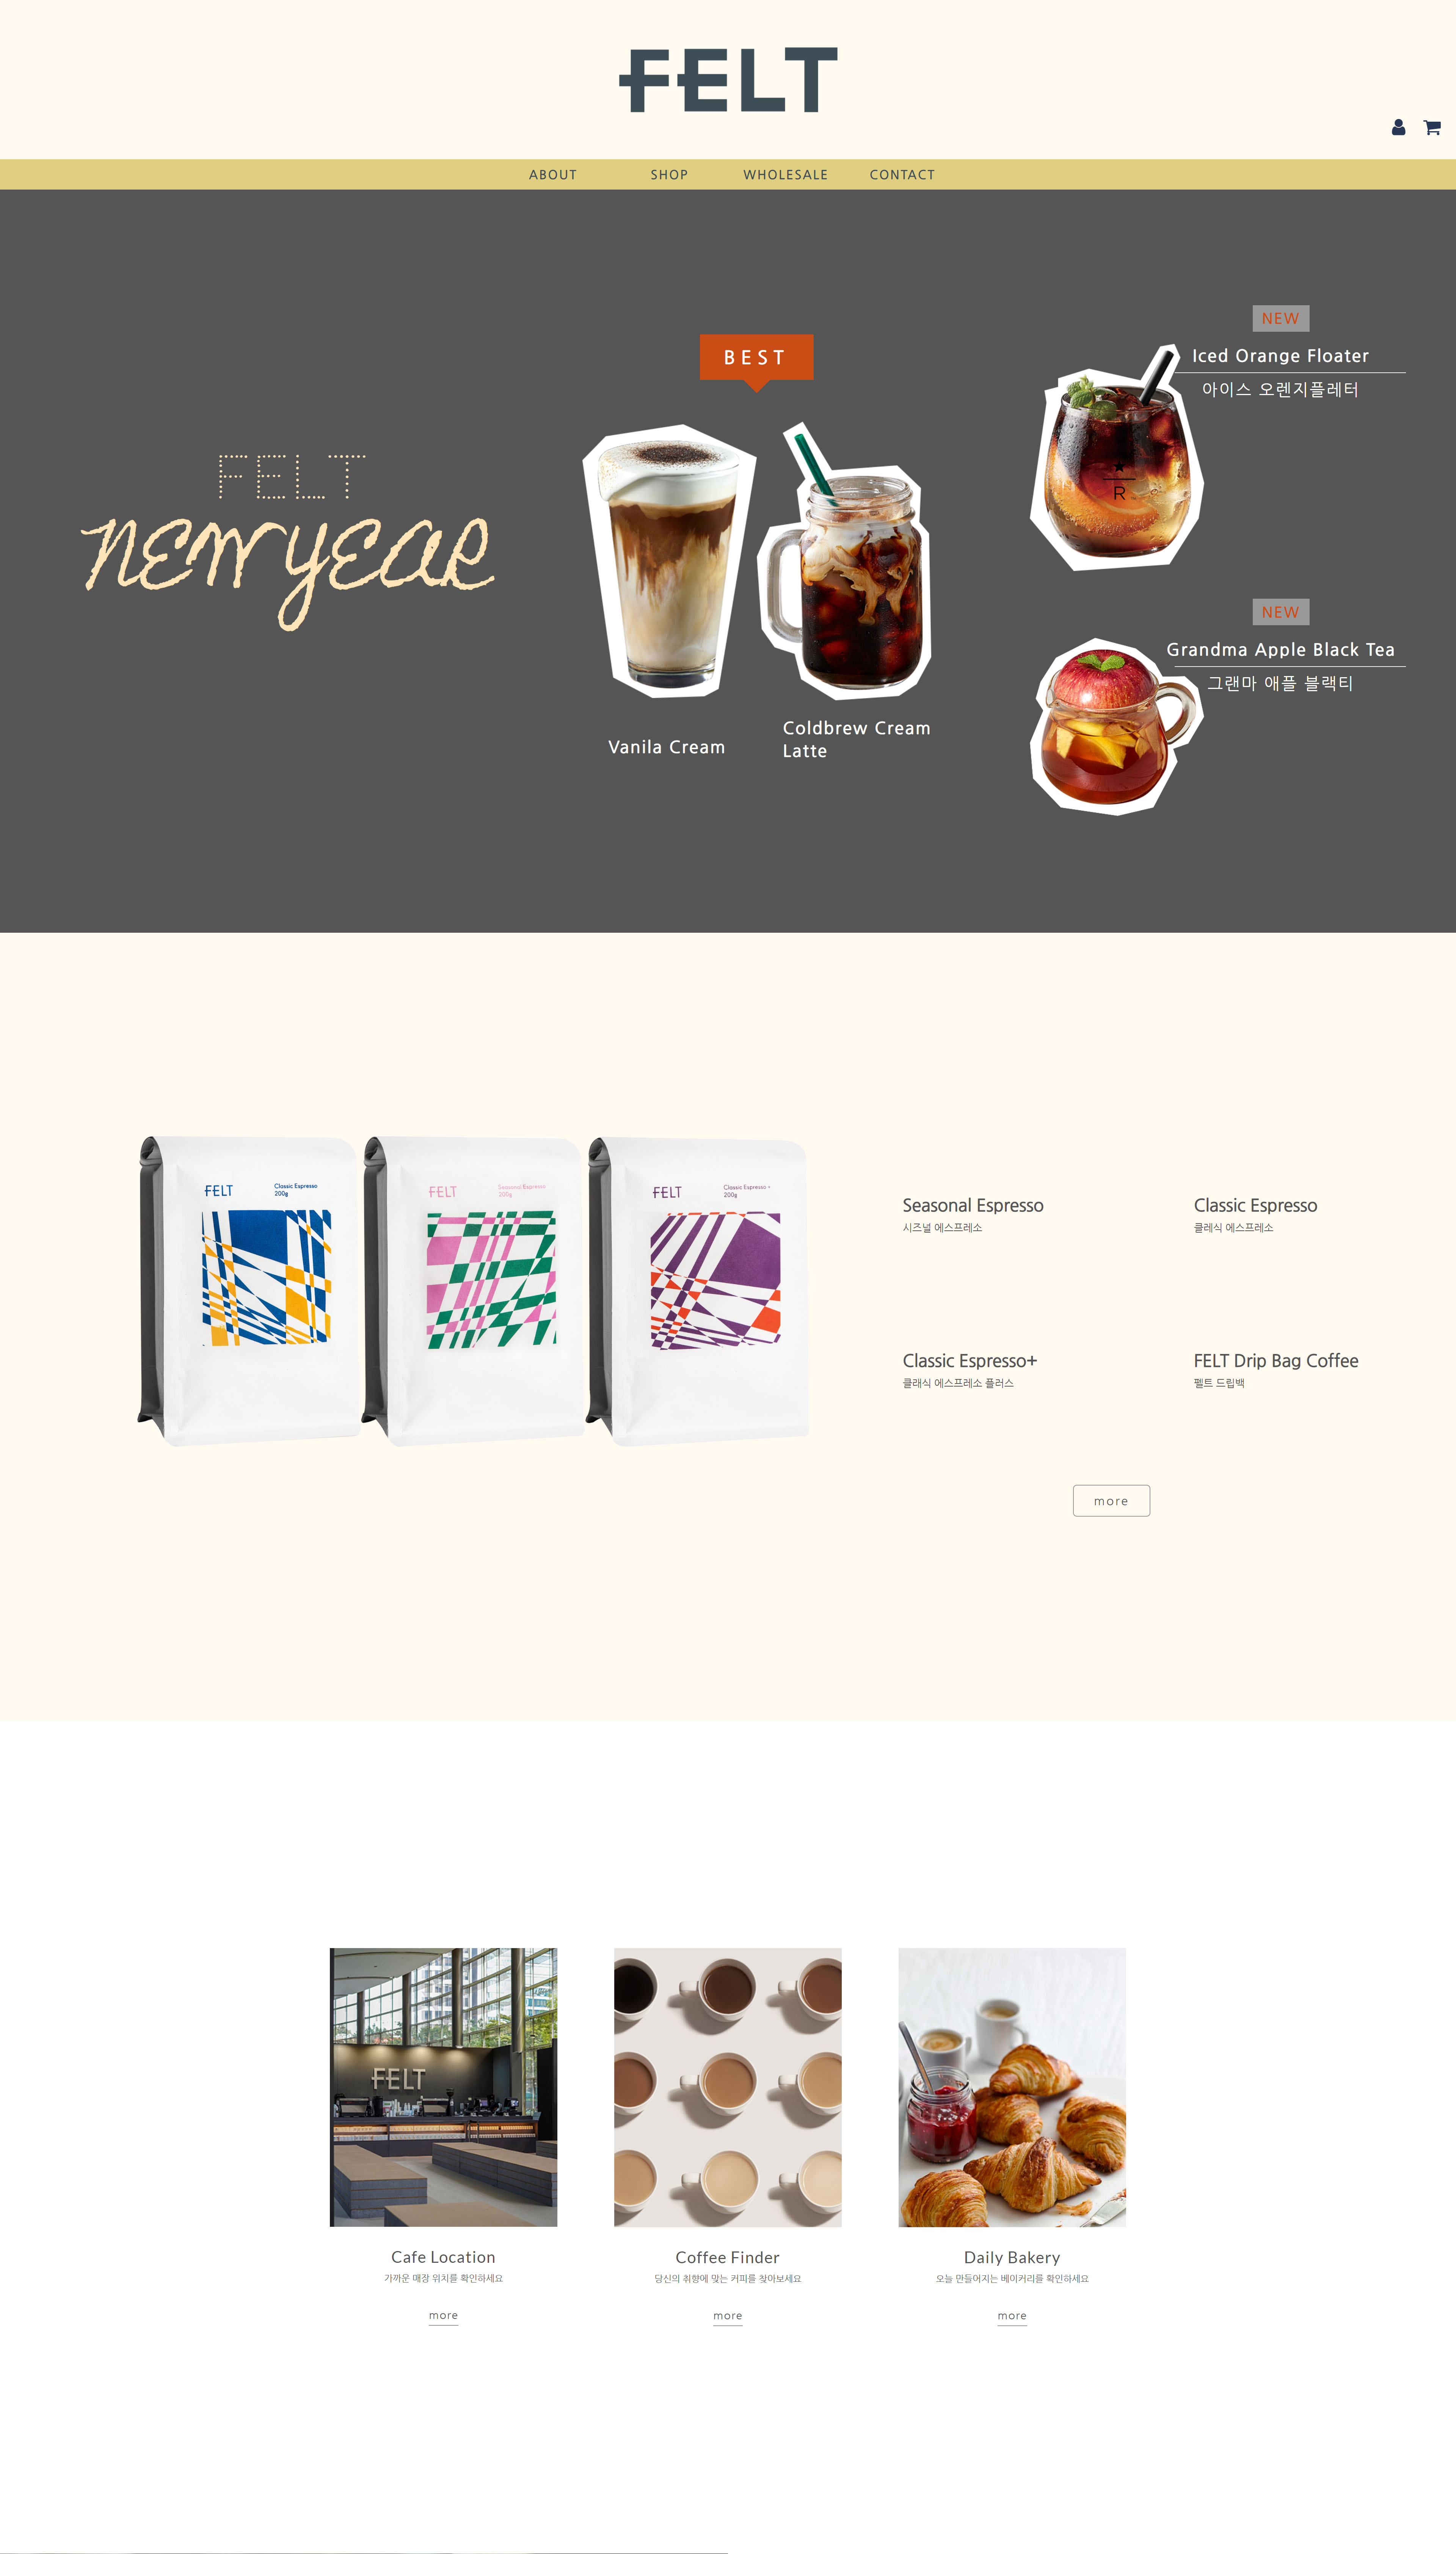 FELT
ABOUT
SHOP
WHOLESALE
CONTACT
FELT
NEW YEAR
BEST
Vanila Cream
Coldbrew Cream
Latte
NEW
Iced Orange Floater
아이스 오렌지플레터
R
NEW
Grandma Apple Black Tea
그랜마 애플 블랙티
FELT
Classic Espresso
200g
FELT
Seasonal Espresso
200g
FELT
Classic Espresso +
200g
Seasonal Espresso
시즈널 에스프레소
Classic Espresso
클레식 에스프레소
Classic Espresso+
클래식 에스프레소 플러스
FELT Drip Bag Coffee
펠트 드립백
more
FELT
Cafe Location
가까운 매장 위치를 확인하세요
more
Coffee Finder
당신의 취향에 맞는 커피를 찾아보세요
more
Daily Bakery
오늘 만들어지는 베이커리를 확인하세요
more